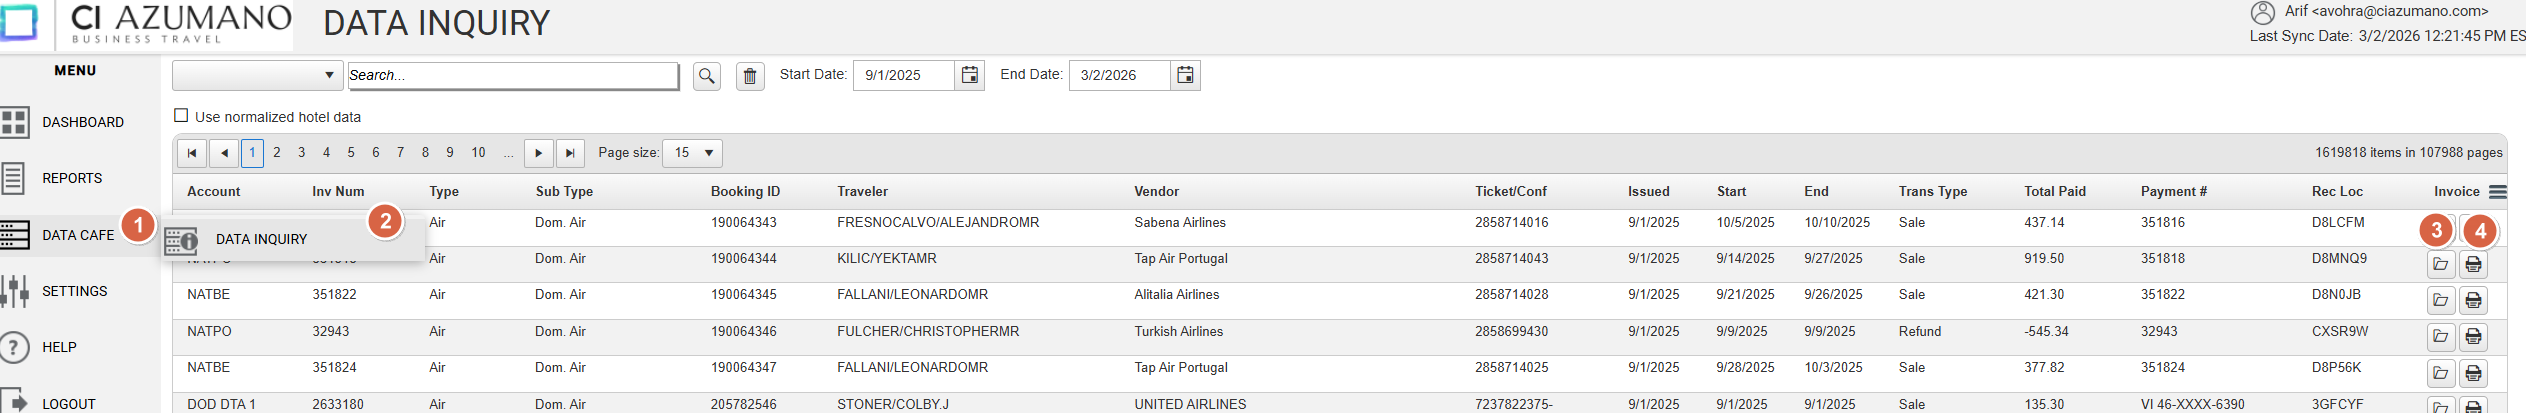 CI AZUMANO
BUSINESS TRAVEL
DATA INQUIRY
Arif <avohra@ciazumano.com>
Last Sync Date: 3/2/2026 12:21:45 PM ES
MENU
DASHBOARD
REPORTS
DATA CAFE
1
DATA INQUIRY
2
SETTINGS
HELP
LOGOUT
Search...
Start Date: 9/1/2025 End Date: 3/2/2026
Use normalized hotel data
1 2 3 4 5 6 7 8 9 10 ... Page size: 15 1619818 items in 107988 pages
Account Inv Num Type Sub Type Booking ID Traveler Vendor Ticket/Conf Issued Start End Trans Type Total Paid Payment # Rec Loc Invoice
Air Dom. Air 190064343 FRESNOCALVO/ALEJANDROMR Sabena Airlines 2858714016 9/1/2025 10/5/2025 10/10/2025 Sale 437.14 351816 D8LCFM 3 4
Air Dom. Air 190064344 KILIC/YEKTAMR Tap Air Portugal 2858714043 9/1/2025 9/14/2025 9/27/2025 Sale 919.50 351818 D8MNQ9
NATBE 351822 Air Dom. Air 190064345 FALLANI/LEONARDOMR Alitalia Airlines 2858714028 9/1/2025 9/21/2025 9/26/2025 Sale 421.30 351822 D8N0JB
NATPO 32943 Air Dom. Air 190064346 FULCHER/CHRISTOPHERMR Turkish Airlines 2858699430 9/1/2025 9/9/2025 9/9/2025 Refund -545.34 32943 CXSR9W
NATBE 351824 Air Dom. Air 190064347 FALLANI/LEONARDOMR Tap Air Portugal 2858714025 9/1/2025 9/28/2025 10/3/2025 Sale 377.82 351824 D8P56K
DOD DTA 1 2633180 Air Dom. Air 205782546 STONER/COLBY.J UNITED AIRLINES 7237822375- 9/1/2025 9/1/2025 9/1/2025 Sale 135.30 VI 46-XXXX-6390 3GFCYF